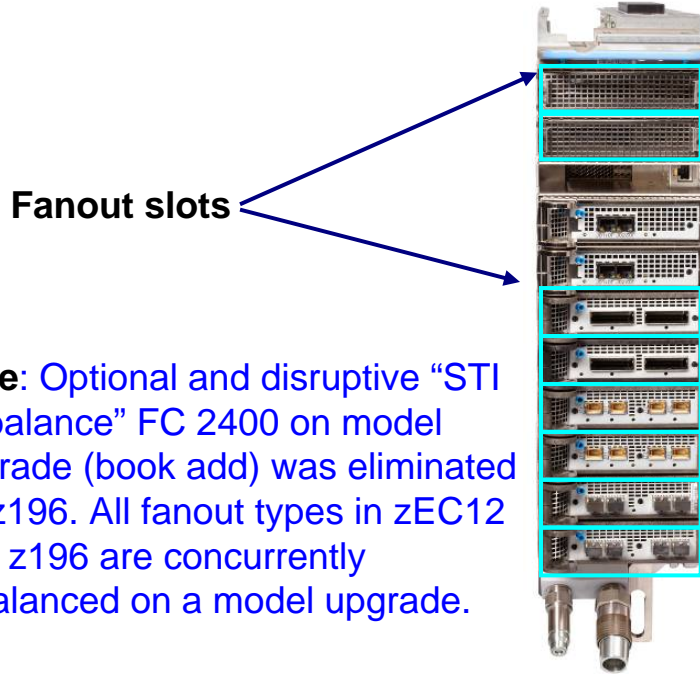 Fanout slots
e: Optional and disruptive “STI
balance” FC 2400 on model
rade (book add) was eliminated
z196. All fanout types in zEC12
z196 are concurrently
alanced on a model upgrade.